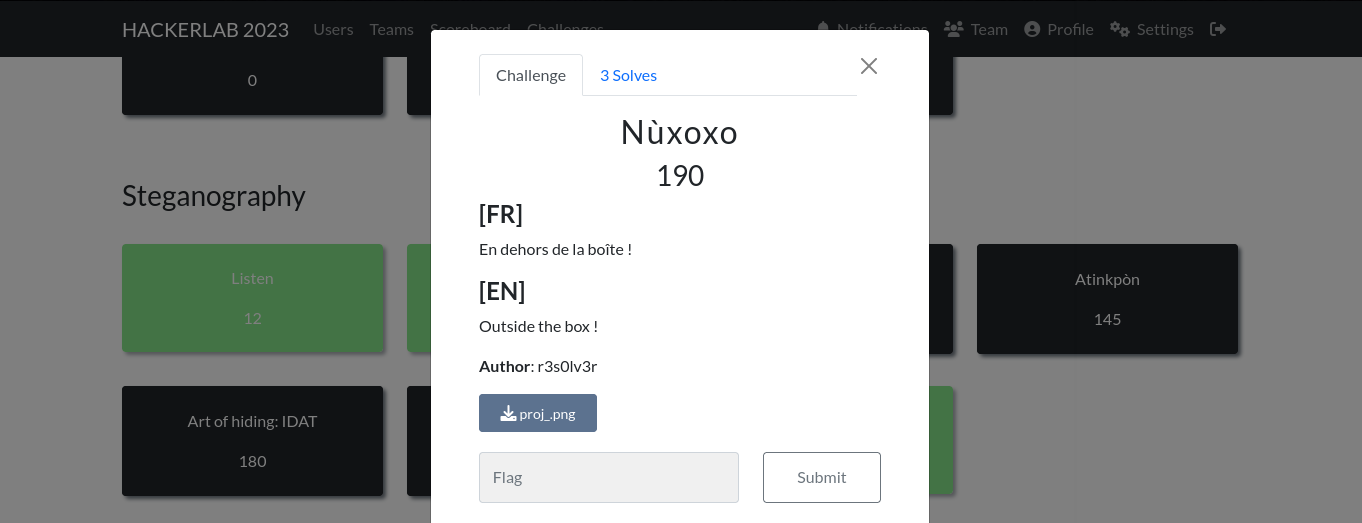 HACKERLAB 2023 Users Teams Scoreboard Challenges Notifications Team Profile Settings
Challenge 3 Solves
0
Nùxoxo
190
Steganography
[FR]
En dehors de la boîte !
Listen
12
[EN]
Outside the box !
Atinkpòn
145
Author: r3s0lv3r
proj_.png
Art of hiding: IDAT
180
Flag Submit